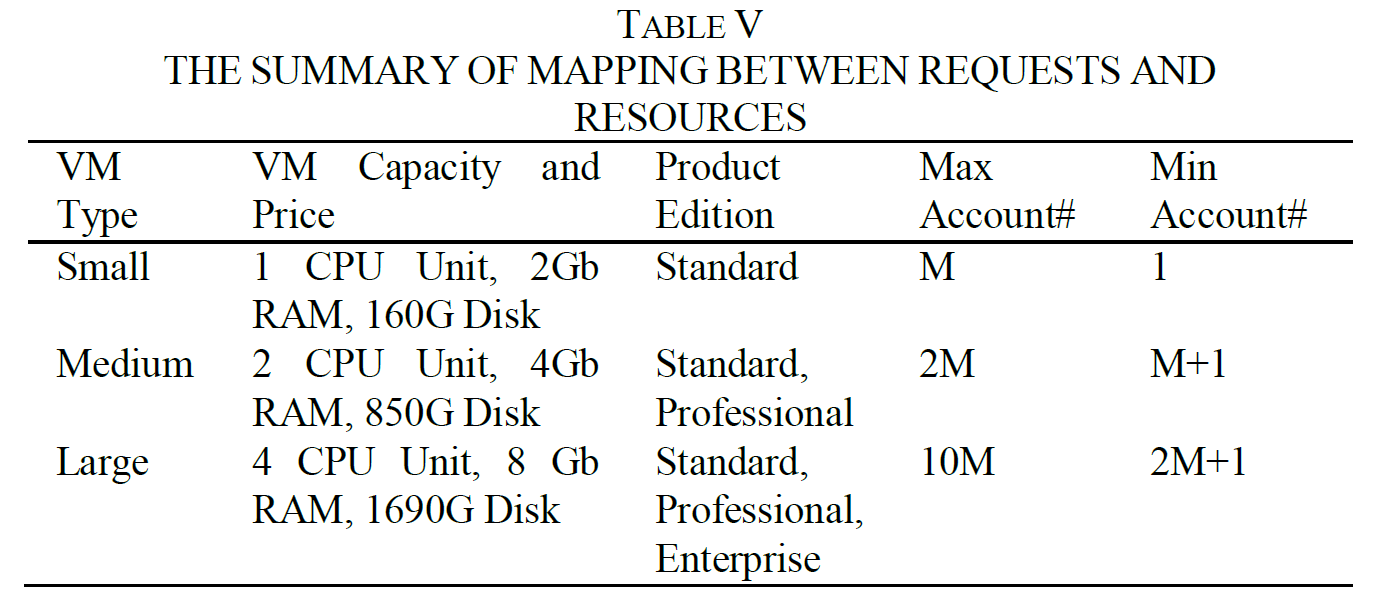 TABLE V
THE SUMMARY OF MAPPING BETWEEN REQUESTS AND
RESOURCES
VM VM Capacity and Product Max Min
Type Price Edition Account# Account#
Small 1 CPU Unit, 2Gb Standard M 1
RAM, 160G Disk
Medium 2 CPU Unit, 4Gb Standard, 2M M+1
RAM, 850G Disk Professional
Large 4 CPU Unit, 8 Gb Standard, 10M 2M+1
RAM, 1690G Disk Professional,
Enterprise